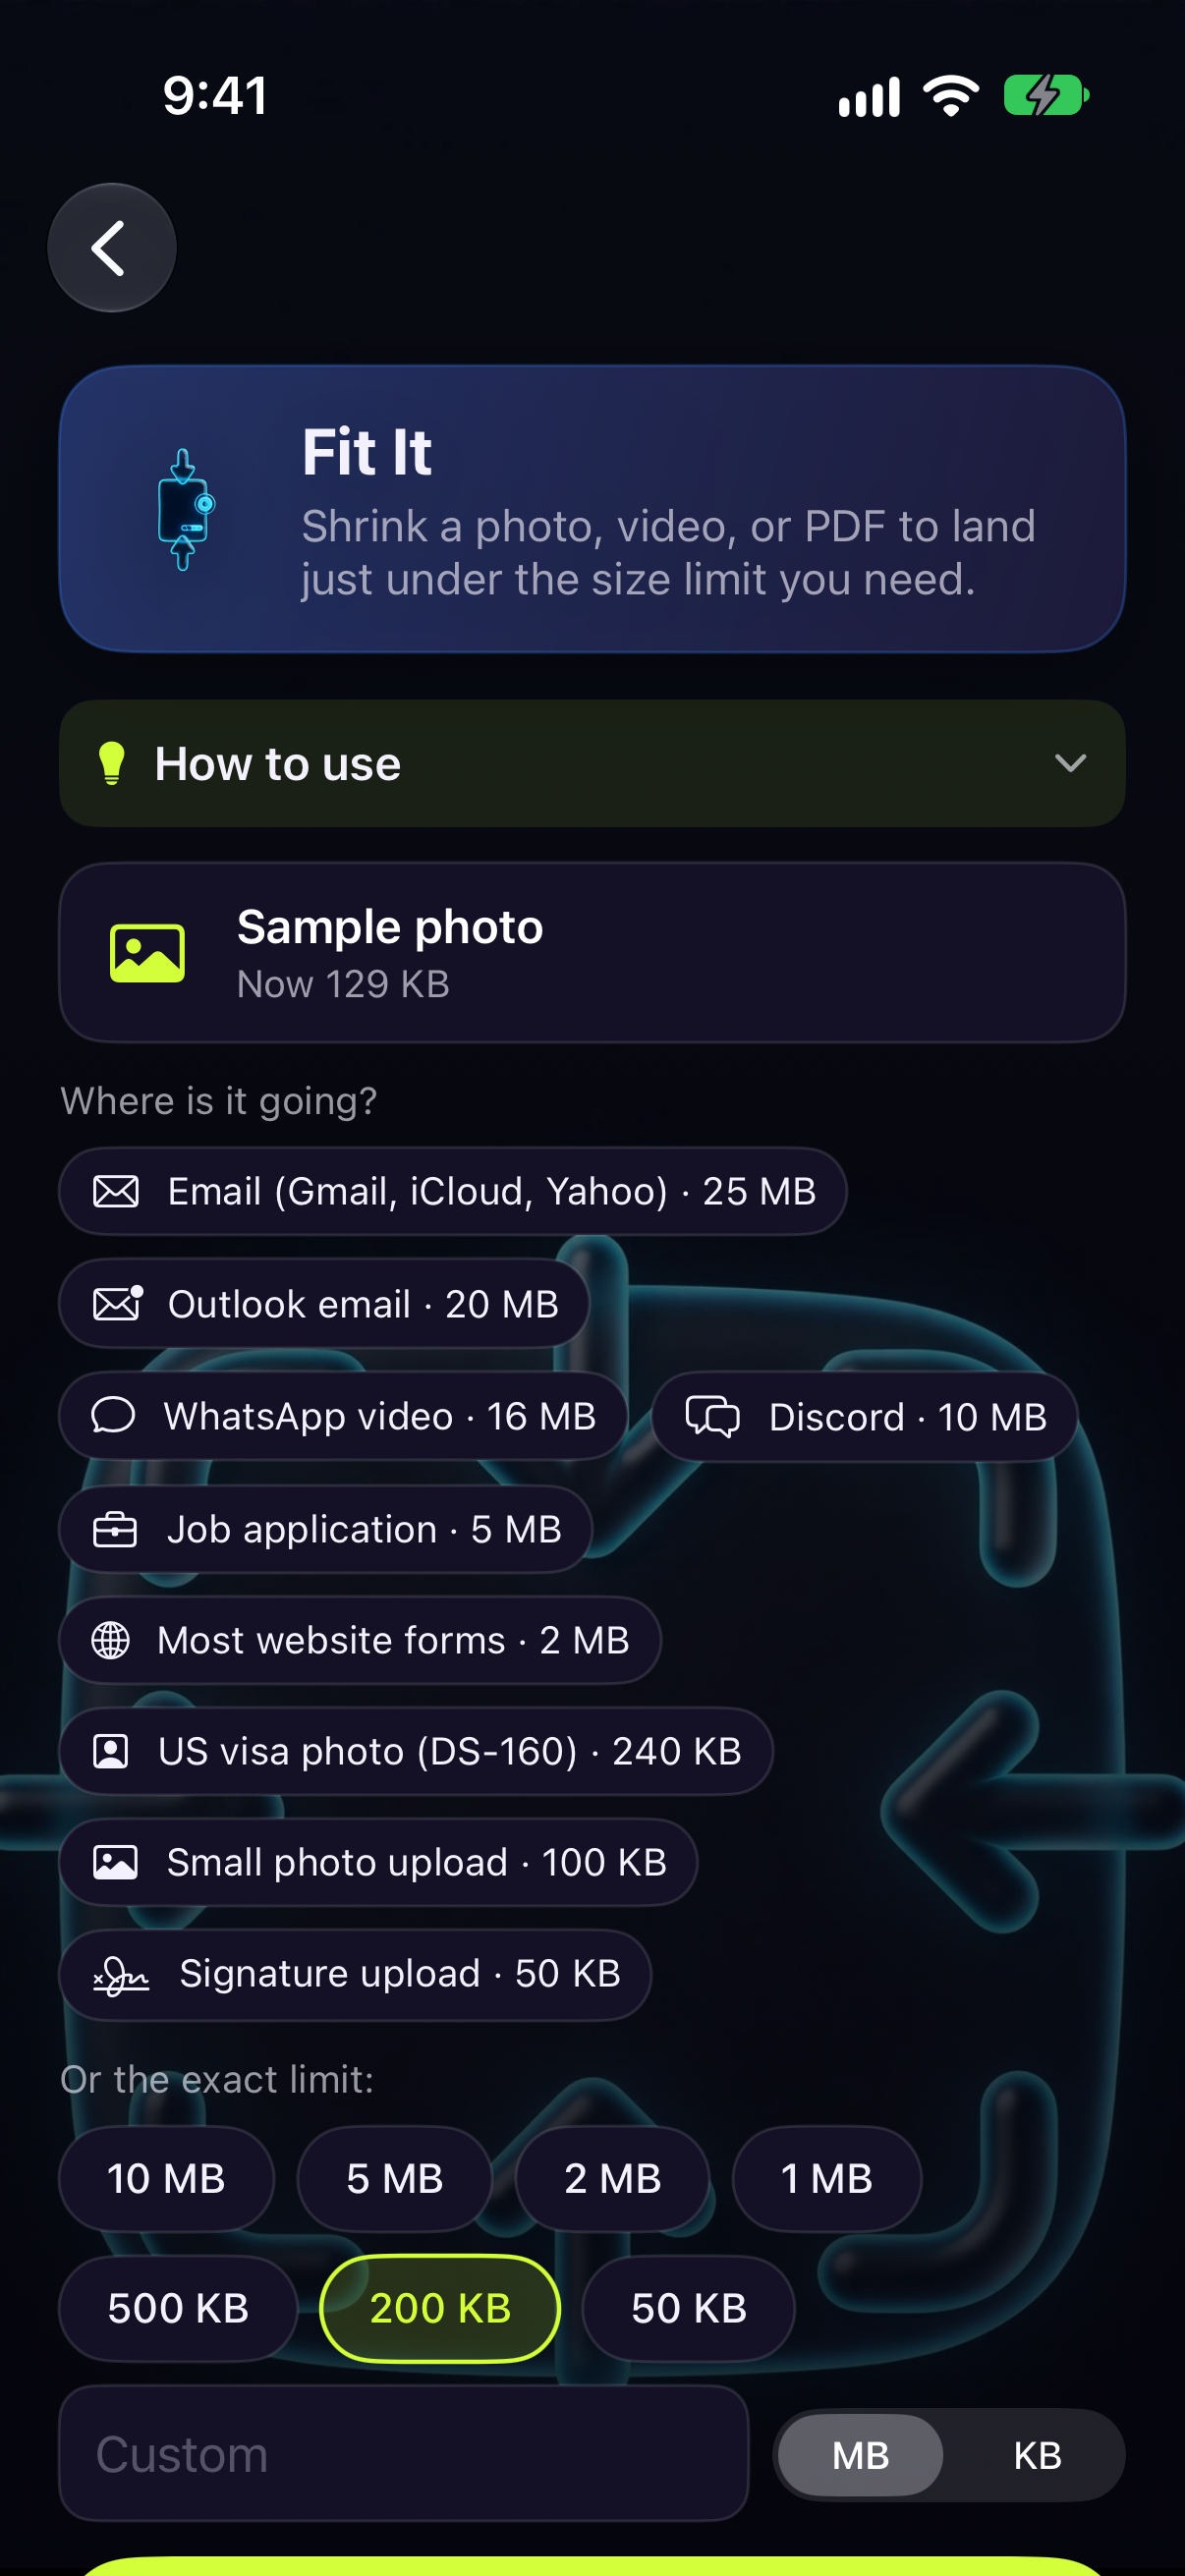 9:41
Fit It
Shrink a photo, video, or PDF to land
just under the size limit you need.
How to use
Sample photo
Now 129 KB
Where is it going?
Email (Gmail, iCloud, Yahoo) · 25 MB
Outlook email · 20 MB
WhatsApp video · 16 MB
Discord · 10 MB
Job application · 5 MB
Most website forms · 2 MB
US visa photo (DS-160) · 240 KB
Small photo upload · 100 KB
Signature upload · 50 KB
Or the exact limit:
10 MB
5 MB
2 MB
1 MB
500 KB
200 KB
50 KB
Custom
MB
KB